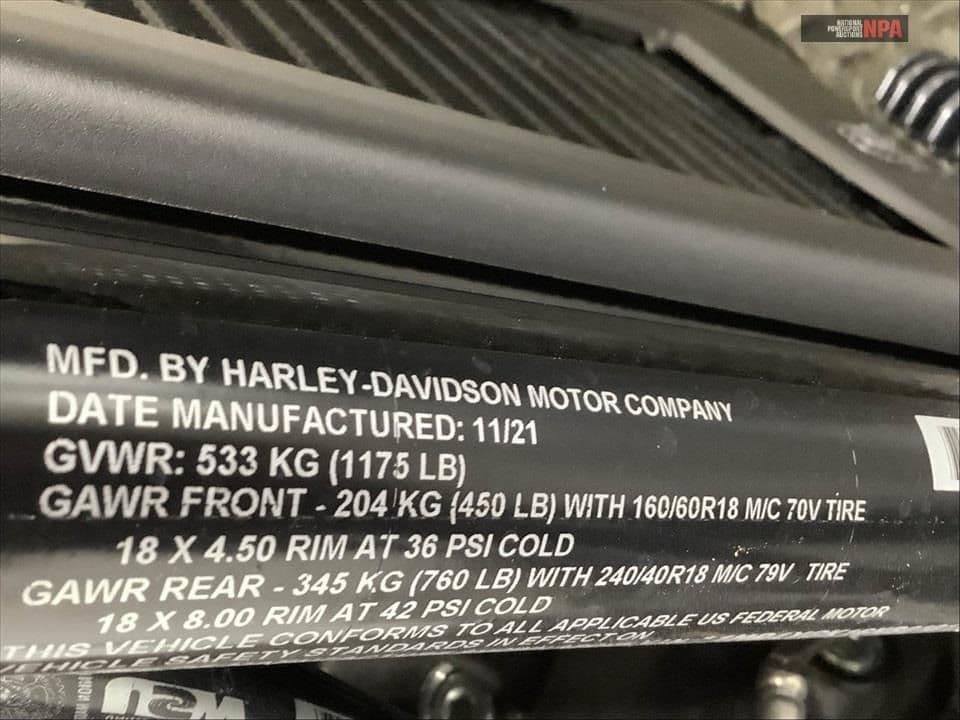 NATIONAL
POWERSPORT
AUCTIONS
NPA
MFD. BY HARLEY-DAVIDSON MOTOR COMPANY
DATE MANUFACTURED: 11/21
GVWR: 533 KG (1175 LB)
GAWR FRONT - 204 KG (450 LB) WITH 160/60R18 M/C 70V TIRE
18 X 4.50 RIM AT 36 PSI COLD
GAWR REAR - 345 KG (760 LB) WITH 240/40R18 M/C 79V TIRE
18 X 8.00 RIM AT 42 PSI COLD
THIS VEHICLE CONFORMS TO ALL APPLICABLE US FEDERAL MOTOR
VEHICLE SAFETY STANDARDS IN EFFECT ON